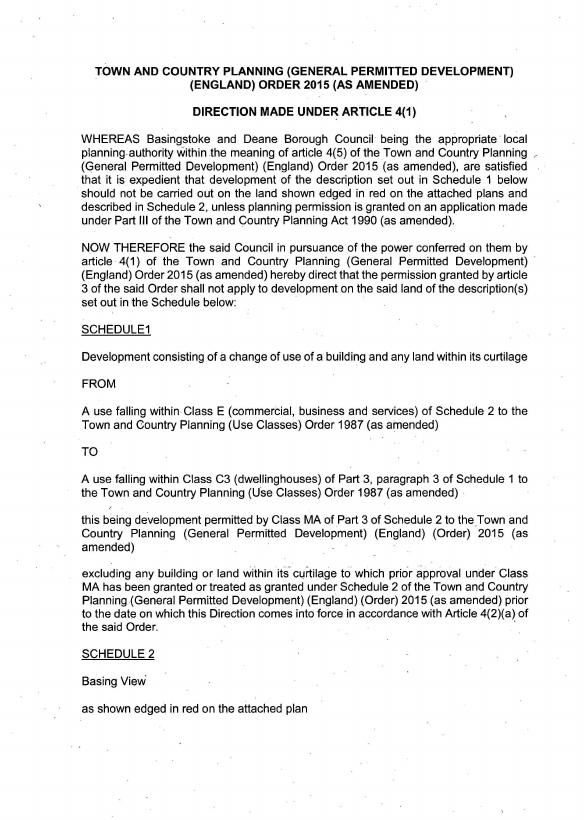 TOWN AND COUNTRY PLANNING (GENERAL PERMITTED DEVELOPMENT)
(ENGLAND) ORDER 2015 (AS AMENDED)
DIRECTION MADE UNDER ARTICLE 4(1)
WHEREAS Basingstoke and Deane Borough Council being the appropriate local
planning authority within the meaning of article 4(5) of the Town and Country Planning
(General Permitted Development) (England) Order 2015 (as amended), are satisfied
that it is expedient that development of the description set out in Schedule 1 below
should not be carried out on the land shown edged in red on the attached plans and
described in Schedule 2, unless planning permission is granted on an application made
under Part III of the Town and Country Planning Act 1990 (as amended).
NOW THEREFORE the said Council in pursuance of the power conferred on them by
article 4(1) of the Town and Country Planning (General Permitted Development)
(England) Order 2015 (as amended) hereby direct that the permission granted by article
3 of the said Order shall not apply to development on the said land of the description(s)
set out in the Schedule below:
SCHEDULE1
Development consisting of a change of use of a building and any land within its curtilage
FROM
A use falling within Class E (commercial, business and services) of Schedule 2 to the
Town and Country Planning (Use Classes) Order 1987 (as amended)
TO
A use falling within Class C3 (dwellinghouses) of Part 3, paragraph 3 of Schedule 1 to
the Town and Country Planning (Use Classes) Order 1987 (as amended)
this being development permitted by Class MA of Part 3 of Schedule 2 to the Town and
Country Planning (General Permitted Development) (England) (Order) 2015 (as
amended)
excluding any building or land within its curtilage to which prior approval under Class
MA has been granted or treated as granted under Schedule 2 of the Town and Country
Planning (General Permitted Development) (England) (Order) 2015 (as amended) prior
to the date on which this Direction comes into force in accordance with Article 4(2)(a) of
the said Order.
SCHEDULE 2
Basing View
as shown edged in red on the attached plan